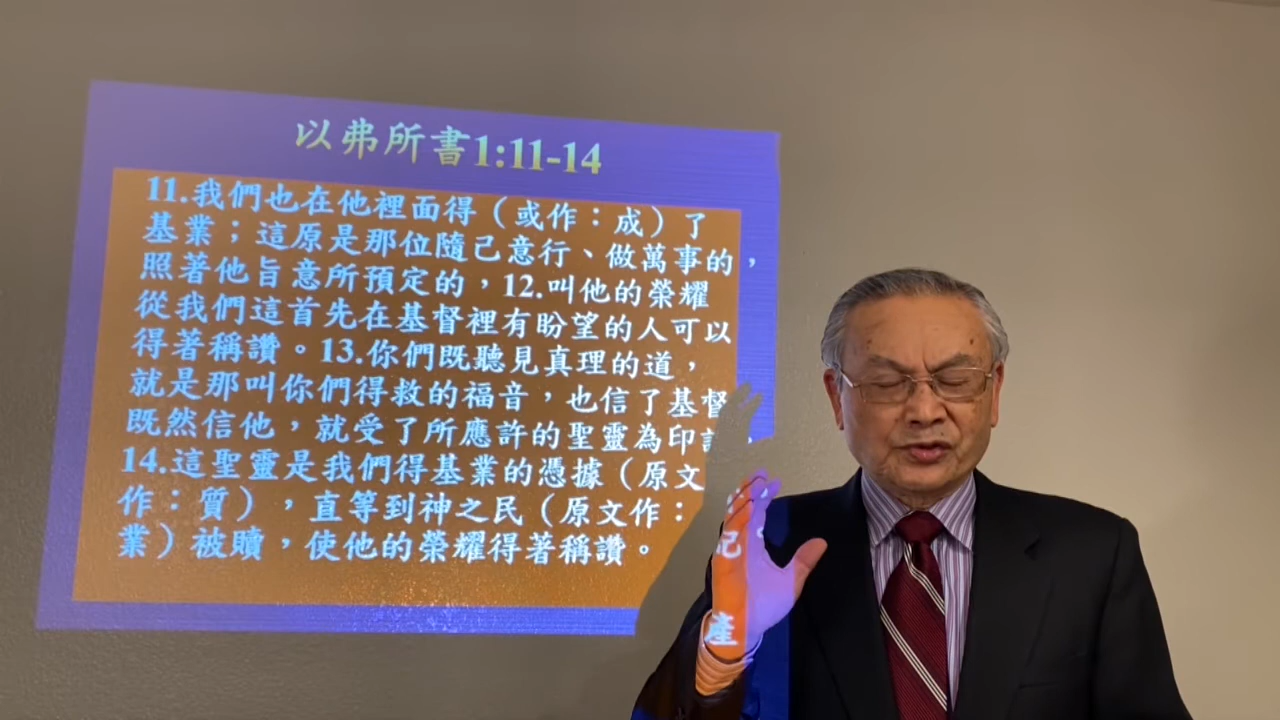 以弗所書1:11-14
11.我們也在他裡面得（或作：成）了
基業；這原是那位隨己意行、做萬事的，
照著他旨意所預定的，12.叫他的榮耀
從我們這首先在基督裡有盼望的人可以
得著稱讚。13.你們既聽見真理的道，
就是那叫你們得救的福音，也信了基督
既然信他，就受了所應許的聖靈為印記，
14.這聖靈是我們得基業的憑據（原文
作：質），直等到神之民（原文作：產
業）被贖，使他的榮耀得著稱讚。